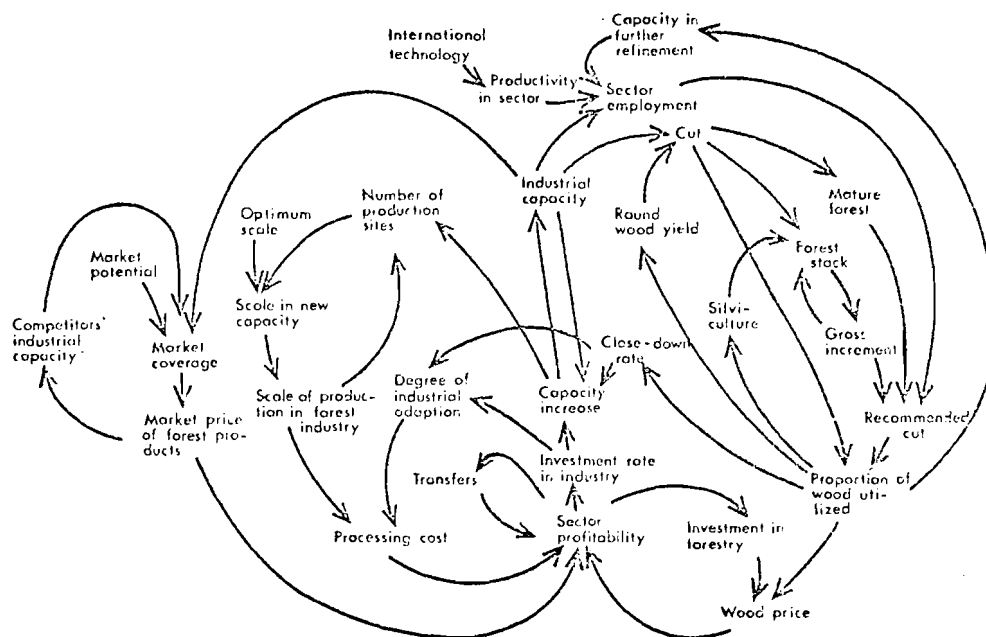 Capacity in
further
refinement
International
technology
Productivity
in sector
Sector
employment
Cut
Industrial
capacity
Number of
production
sites
Optimum
scale
Round
wood yield
Mature
forest
Market
potential
Forest
stack
Scale in new
capacity
Silvi-
culture
Competitors'
industrial
capacity
Market
coverage
Gross
increment
Close-down
rate
Scale of produc-
tion in forest
industry
Degree of
industrial
adaption
Capacity
increase
Market price
of forest pro-
ducts
Recommended
cut
Transfers
Investment rate
in industry
Proportion of
wood uti-
lized
Processing cost
Sector
profitability
Investment in
forestry
Wood price